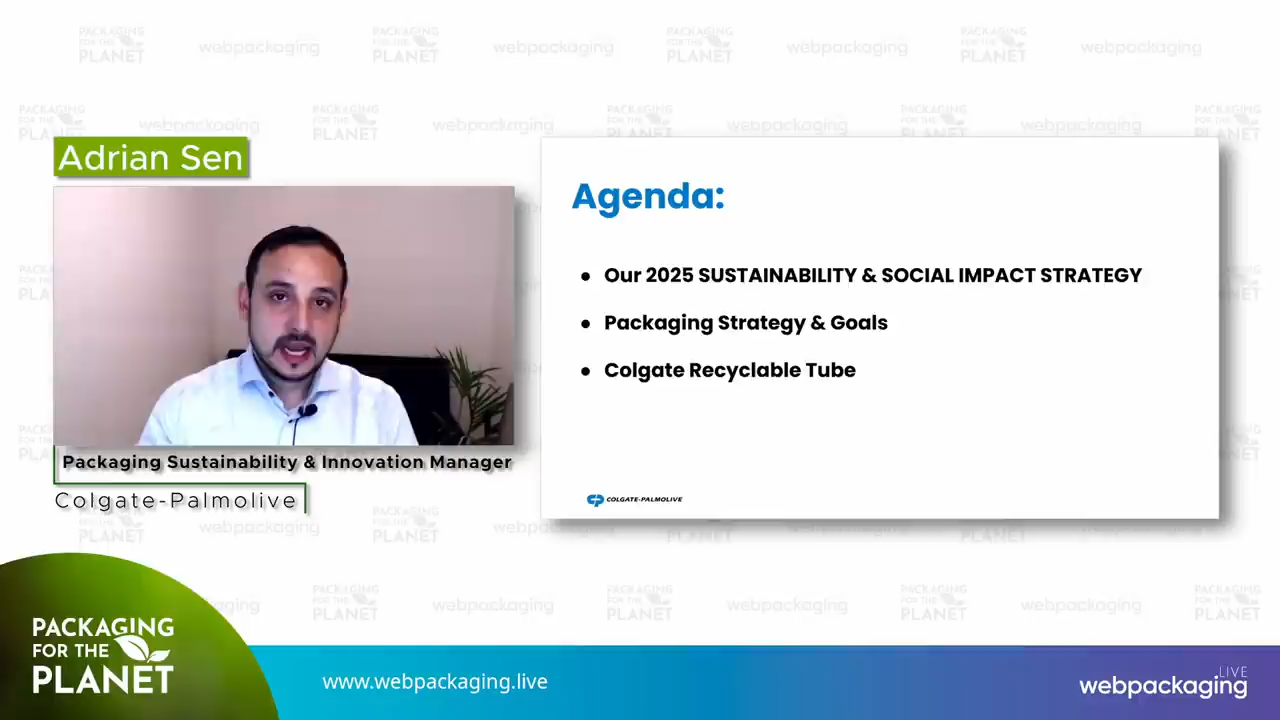 Adrian Sen
Packaging Sustainability & Innovation Manager
Colgate-Palmolive
Agenda:
● Our 2025 SUSTAINABILITY & SOCIAL IMPACT STRATEGY
● Packaging Strategy & Goals
● Colgate Recyclable Tube
COLGATE-PALMOLIVE
PACKAGING
FOR THE
PLANET
www.webpackaging.live
LIVE
webpackaging